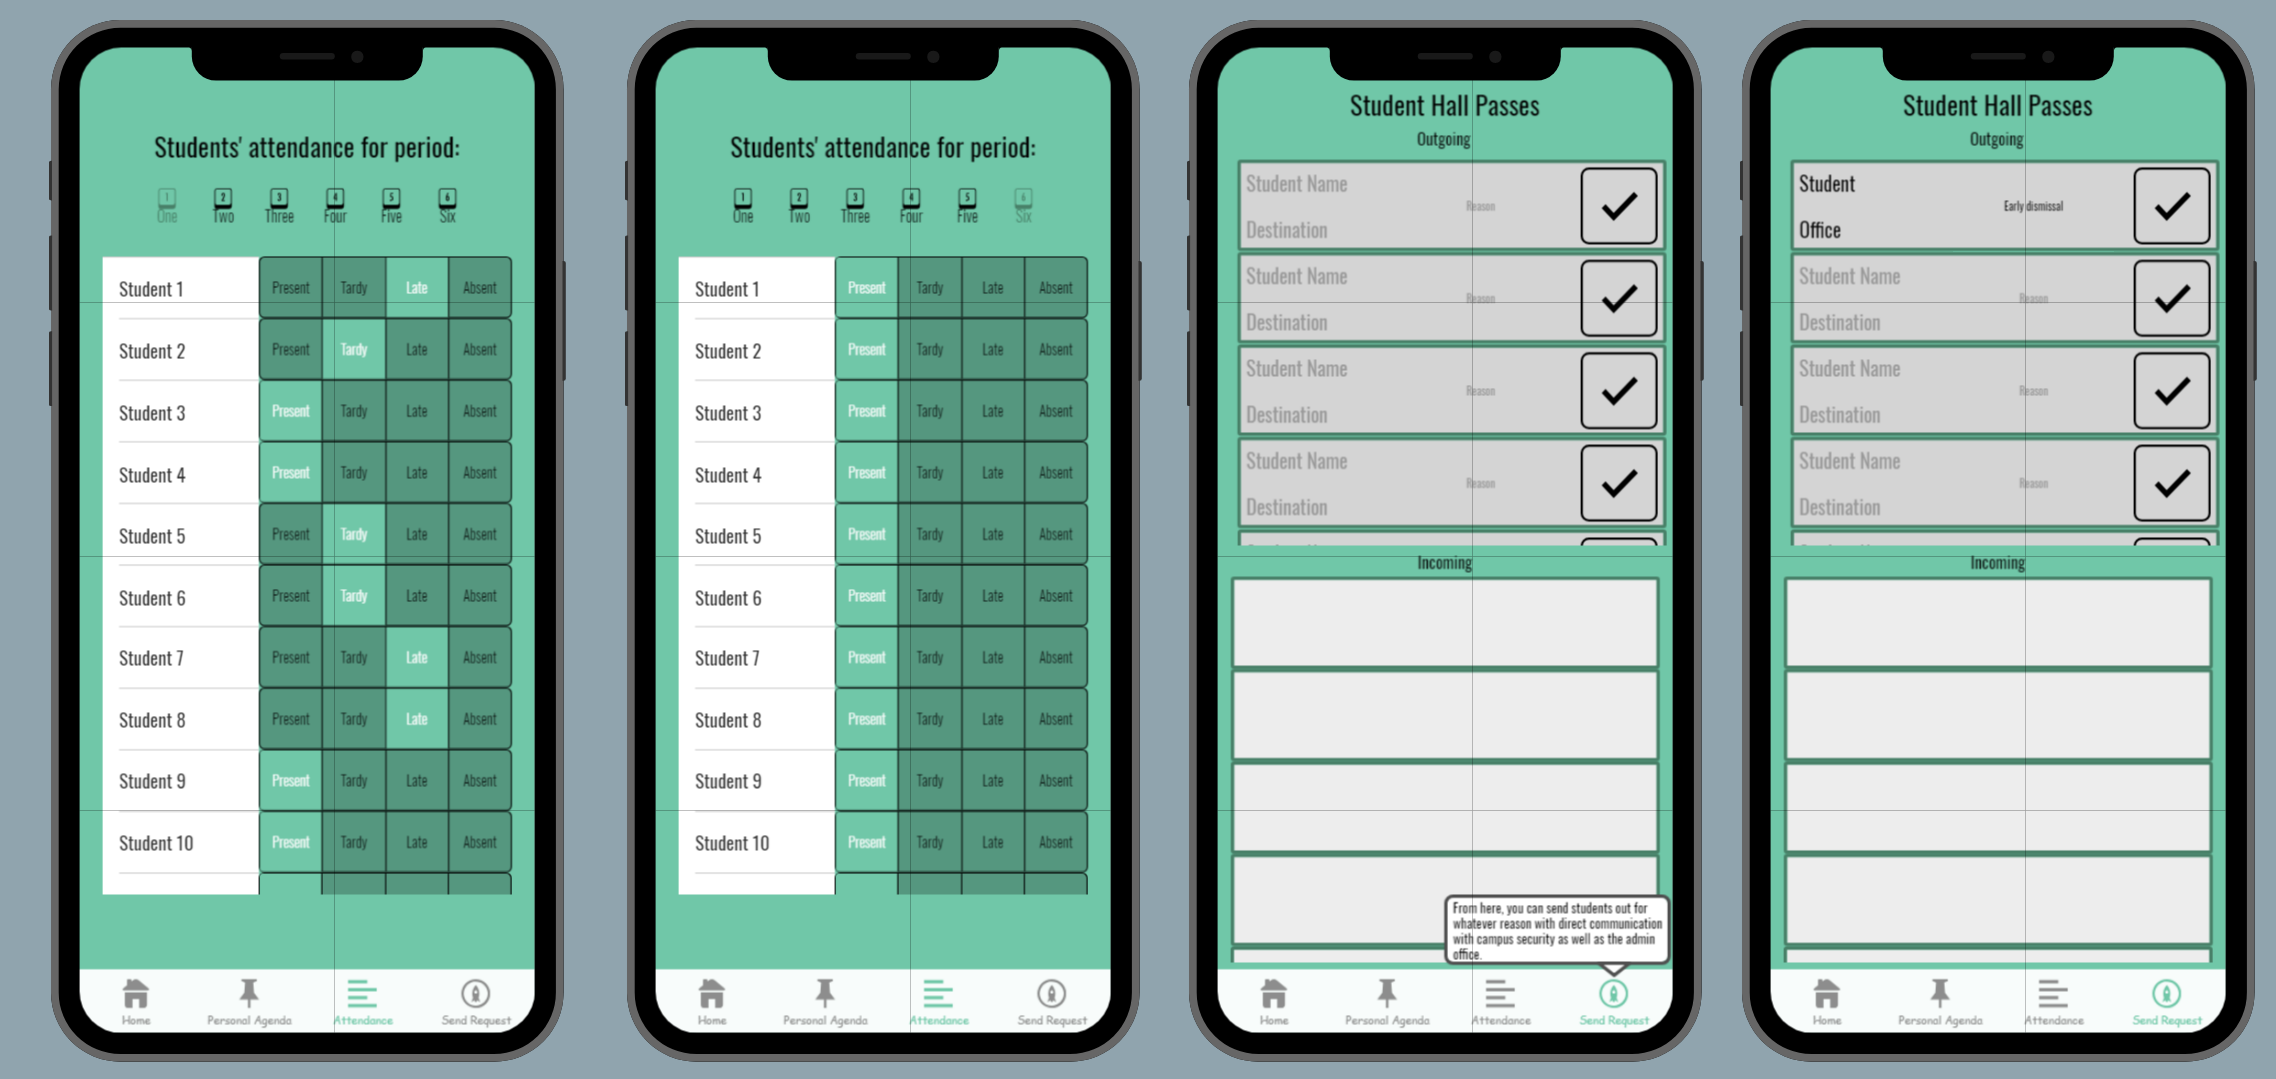 Students' attendance for period:
1 2 3 4 5 6
One Two Three Four Five Six
Student 1 Present Tardy Late Absent
Student 2 Present Tardy Late Absent
Student 3 Present Tardy Late Absent
Student 4 Present Tardy Late Absent
Student 5 Present Tardy Late Absent
Student 6 Present Tardy Late Absent
Student 7 Present Tardy Late Absent
Student 8 Present Tardy Late Absent
Student 9 Present Tardy Late Absent
Student 10 Present Tardy Late Absent
Home Personal Agenda Attendance Send Request
Students' attendance for period:
1 2 3 4 5 6
One Two Three Four Five Six
Student 1 Present Tardy Late Absent
Student 2 Present Tardy Late Absent
Student 3 Present Tardy Late Absent
Student 4 Present Tardy Late Absent
Student 5 Present Tardy Late Absent
Student 6 Present Tardy Late Absent
Student 7 Present Tardy Late Absent
Student 8 Present Tardy Late Absent
Student 9 Present Tardy Late Absent
Student 10 Present Tardy Late Absent
Home Personal Agenda Attendance Send Request
Student Hall Passes
Outgoing
Student Name
Reason
Destination
Student Name
Reason
Destination
Student Name
Reason
Destination
Student Name
Reason
Destination
Incoming
From here, you can send students out for
whatever reason with direct communication
with campus security as well as the admin
office.
Home Personal Agenda Attendance Send Request
Student Hall Passes
Outgoing
Student
Early dismissal
Office
Student Name
Reason
Destination
Student Name
Reason
Destination
Student Name
Reason
Destination
Incoming
Home Personal Agenda Attendance Send Request